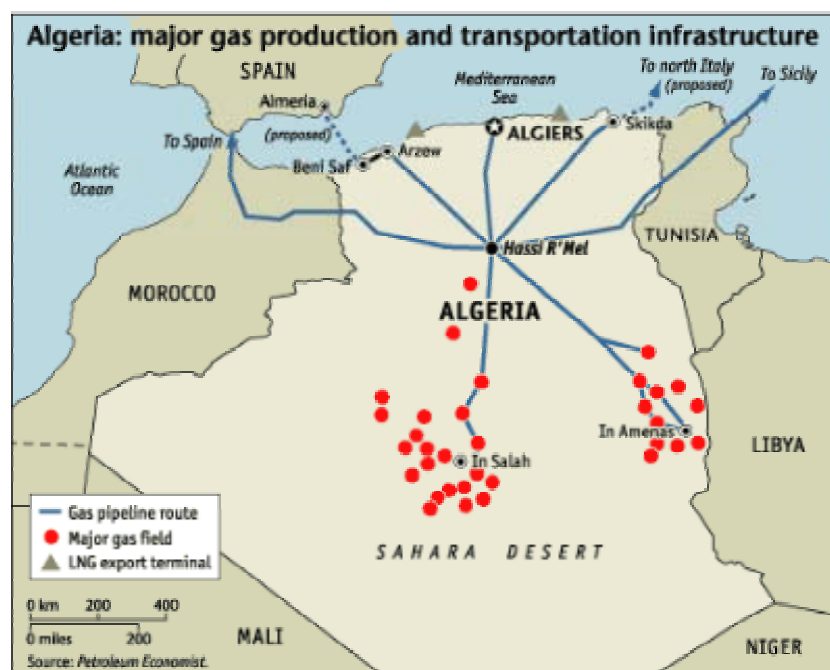 Algeria: major gas production and transportation infrastructure
SPAIN
Mediterranean
Sea
To north Italy
(proposed)
To Sicily
Almeria
(proposed)
To Spain
ALGIERS
Skikda
Arzew
Beni Saf
Atlantic
Ocean
TUNISIA
Hassi R'Mel
MOROCCO
ALGERIA
In Amenas
LIBYA
In Salah
Gas pipeline route
Major gas field
LNG export terminal
SAHARA DESERT
0 km 200 400
0 miles 200
MALI
NIGER
Source: Petroleum Economist.